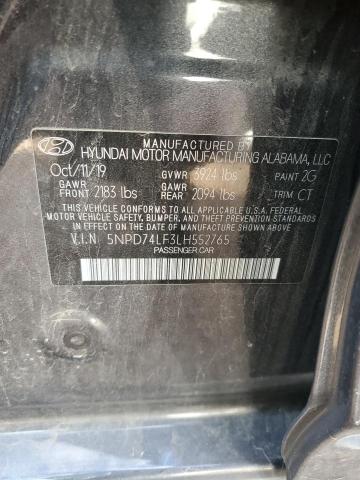 MANUFACTURED BY
HYUNDAI MOTOR MANUFACTURING ALABAMA, LLC
Oct/11/19 GVWR 3924 lbs PAINT 2G
GAWR FRONT 2183 lbs GAWR REAR 2094 lbs TRIM CT
THIS VEHICLE CONFORMS TO ALL APPLICABLE U.S.A. FEDERAL
MOTOR VEHICLE SAFETY, BUMPER, AND THEFT PREVENTION
STANDARDS IN EFFECT ON THE DATE OF MANUFACTURE SHOWN ABOVE.
V.I.N. 5NPD74LF3LH552765
PASSENGER CAR